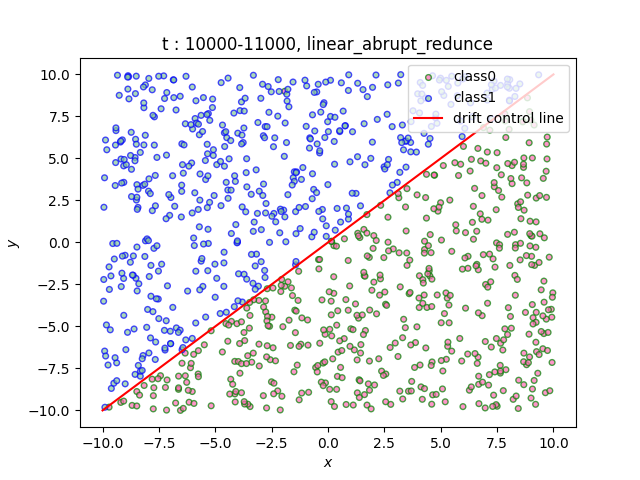 t : 10000-11000, linear_abrupt_redunce
class0
class1
drift control line
10.0
7.5
5.0
2.5
0.0
−2.5
−5.0
−7.5
−10.0
y
−10.0 −7.5 −5.0 −2.5 0.0 2.5 5.0 7.5 10.0
x